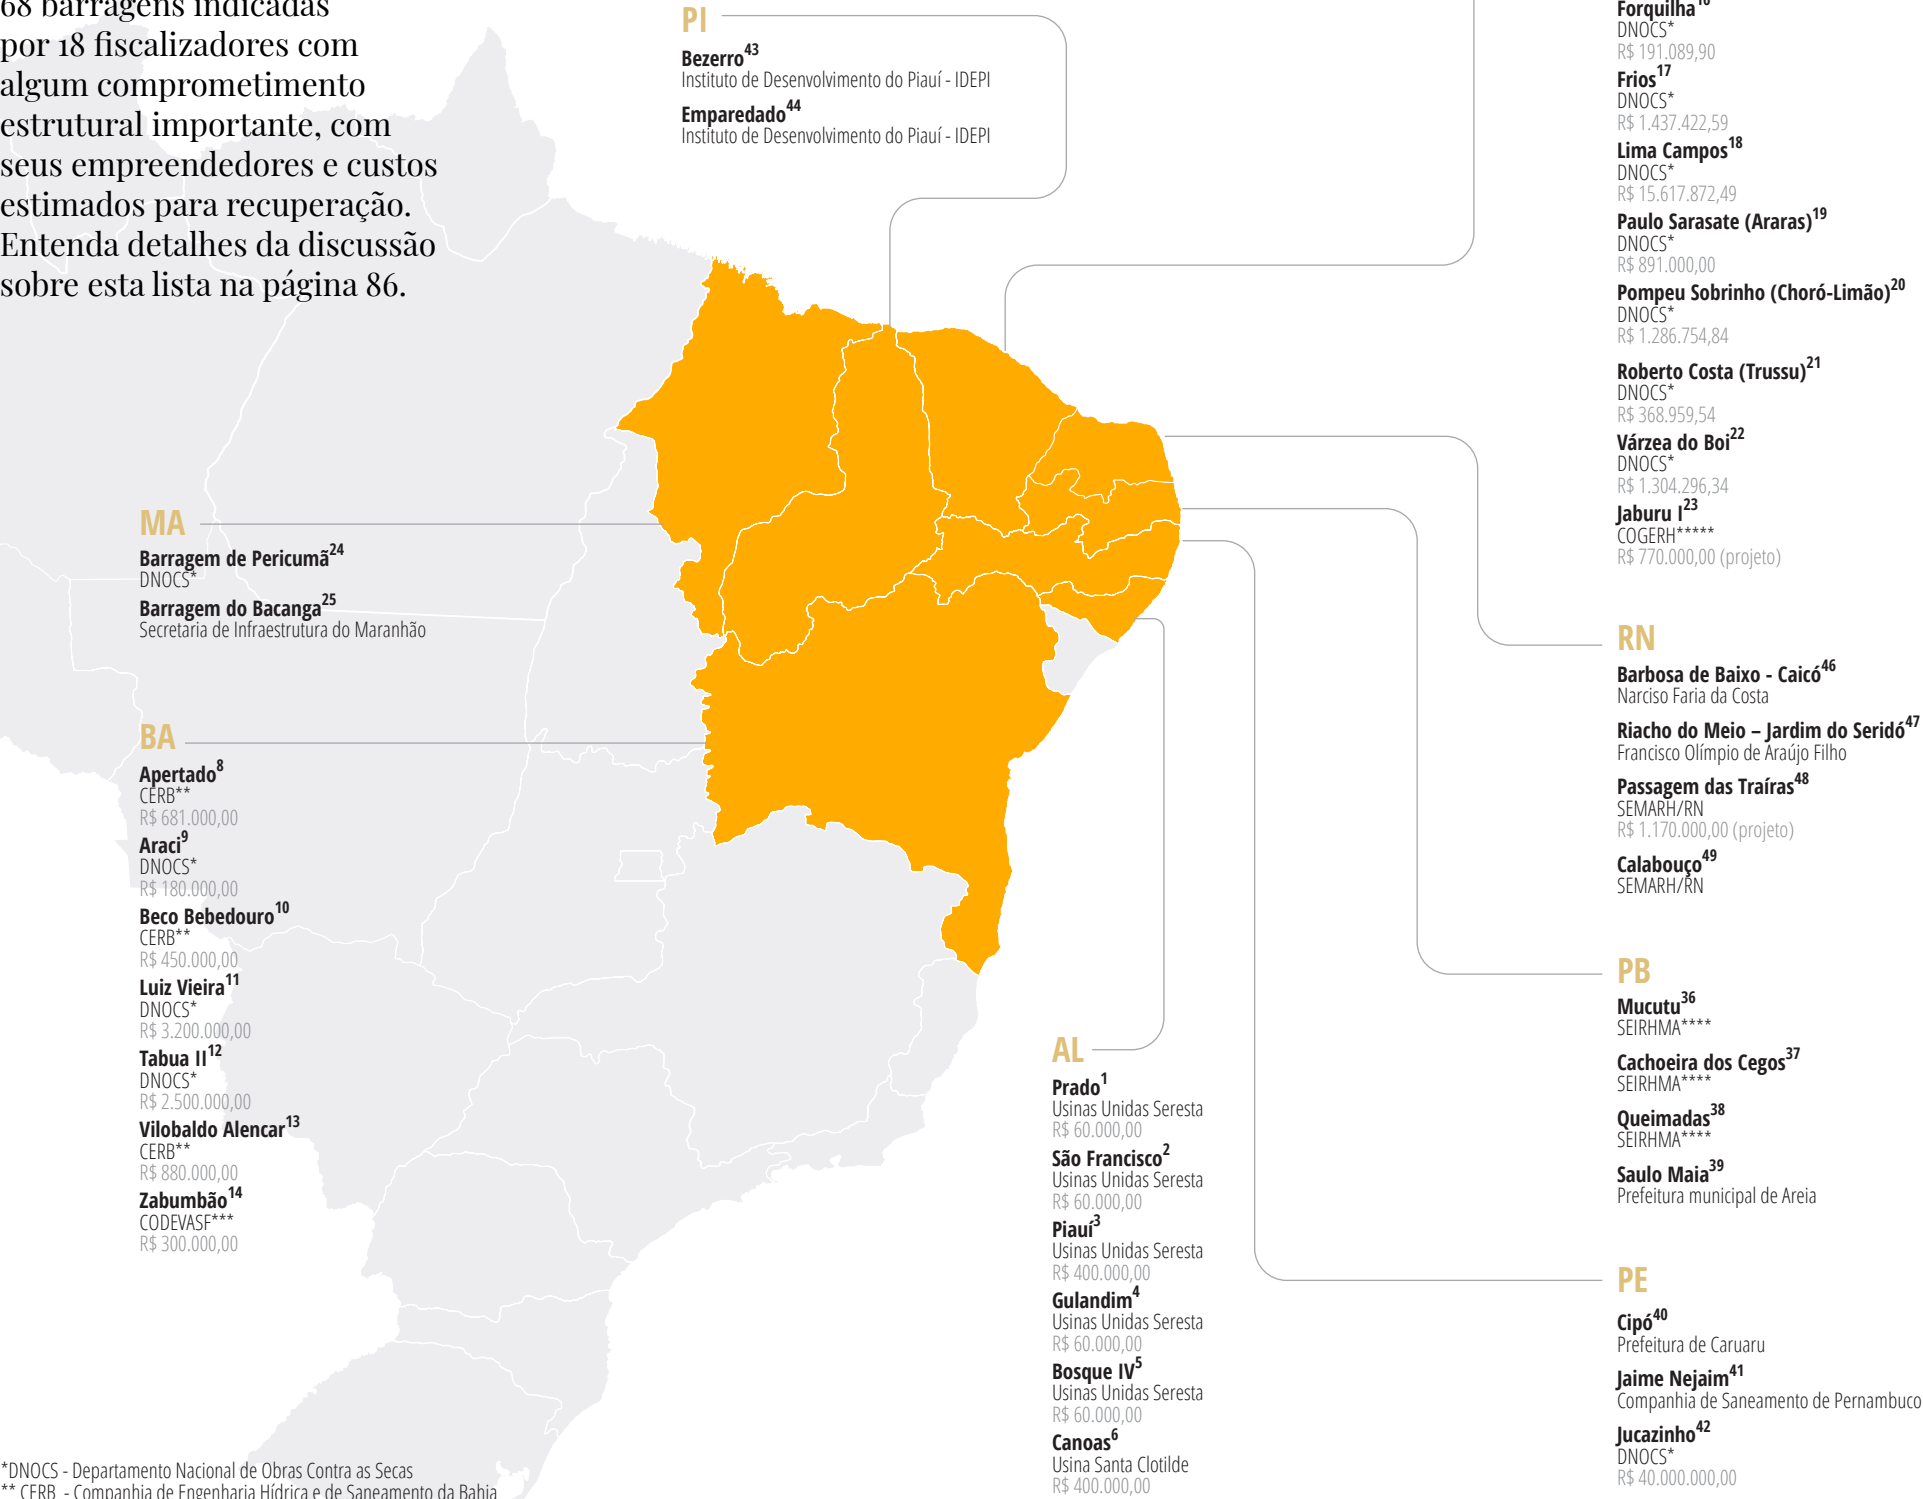 68 barragens indicadas
por 18 fiscalizadores com
algum comprometimento
estrutural importante, com
seus empreendedores e custos
estimados para recuperação.
Entenda detalhes da discussão
sobre esta lista na página 86.
PI
Bezerro43
Instituto de Desenvolvimento do Piauí - IDEPI
Emparedado44
Instituto de Desenvolvimento do Piauí - IDEPI
MA
Barragem de Pericumã24
DNOCS*
Barragem do Bacanga25
Secretaria de Infraestrutura do Maranhão
BA
Apertado8
CERB**
R$ 681.000,00
Araci9
DNOCS*
R$ 180.000,00
Beco Bebedouro10
CERB**
R$ 450.000,00
Luiz Vieira11
DNOCS*
R$ 3.200.000,00
Tabua II12
DNOCS*
R$ 2.500.000,00
Vilobaldo Alencar13
CERB**
R$ 880.000,00
Zabumbão14
CODEVASF***
R$ 300.000,00
AL
Prado1
Usinas Unidas Seresta
R$ 60.000,00
São Francisco2
Usinas Unidas Seresta
R$ 60.000,00
Piauí3
Usinas Unidas Seresta
R$ 400.000,00
Gulandim4
Usinas Unidas Seresta
R$ 60.000,00
Bosque IV5
Usinas Unidas Seresta
R$ 60.000,00
Canoas6
Usina Santa Clotilde
R$ 400.000,00
Forquilha16
DNOCS*
R$ 191.089,90
Frios17
DNOCS*
R$ 1.437.422,59
Lima Campos18
DNOCS*
R$ 15.617.872,49
Paulo Sarasate (Araras)19
DNOCS*
R$ 891.000,00
Pompeu Sobrinho (Choró-Limão)20
DNOCS*
R$ 1.286.754,84
Roberto Costa (Trussu)21
DNOCS*
R$ 368.959,54
Várzea do Boi22
DNOCS*
R$ 1.304.296,34
Jaburu I23
COGERH*****
R$ 770.000,00 (projeto)
RN
Barbosa de Baixo - Caicó46
Narciso Faria da Costa
Riacho do Meio – Jardim do Seridó47
Francisco Olímpio de Araújo Filho
Passagem das Traíras48
SEMARH/RN
R$ 1.170.000,00 (projeto)
Calabouço49
SEMARH/RN
PB
Mucutu36
SEIRHMA****
Cachoeira dos Cegos37
SEIRHMA****
Queimadas38
SEIRHMA****
Saulo Maia39
Prefeitura municipal de Areia
PE
Cipó40
Prefeitura de Caruaru
Jaime Nejaim41
Companhia de Saneamento de Pernambuco
Jucazinho42
DNOCS*
R$ 40.000.000,00
*DNOCS - Departamento Nacional de Obras Contra as Secas
** CERB - Companhia de Engenharia Hídrica e de Saneamento da Bahia